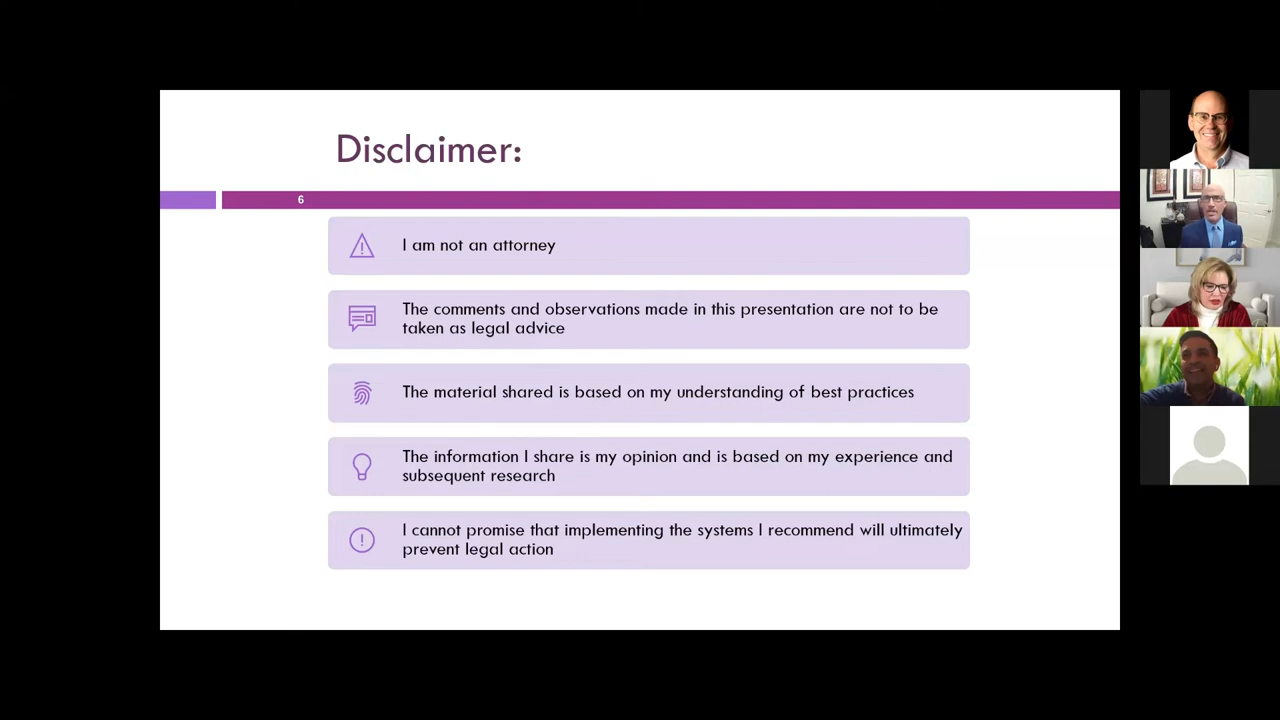 Disclaimer:
6
I am not an attorney
The comments and observations made in this presentation are not to be
taken as legal advice
The material shared is based on my understanding of best practices
The information I share is my opinion and is based on my experience and
subsequent research
I cannot promise that implementing the systems I recommend will ultimately
prevent legal action